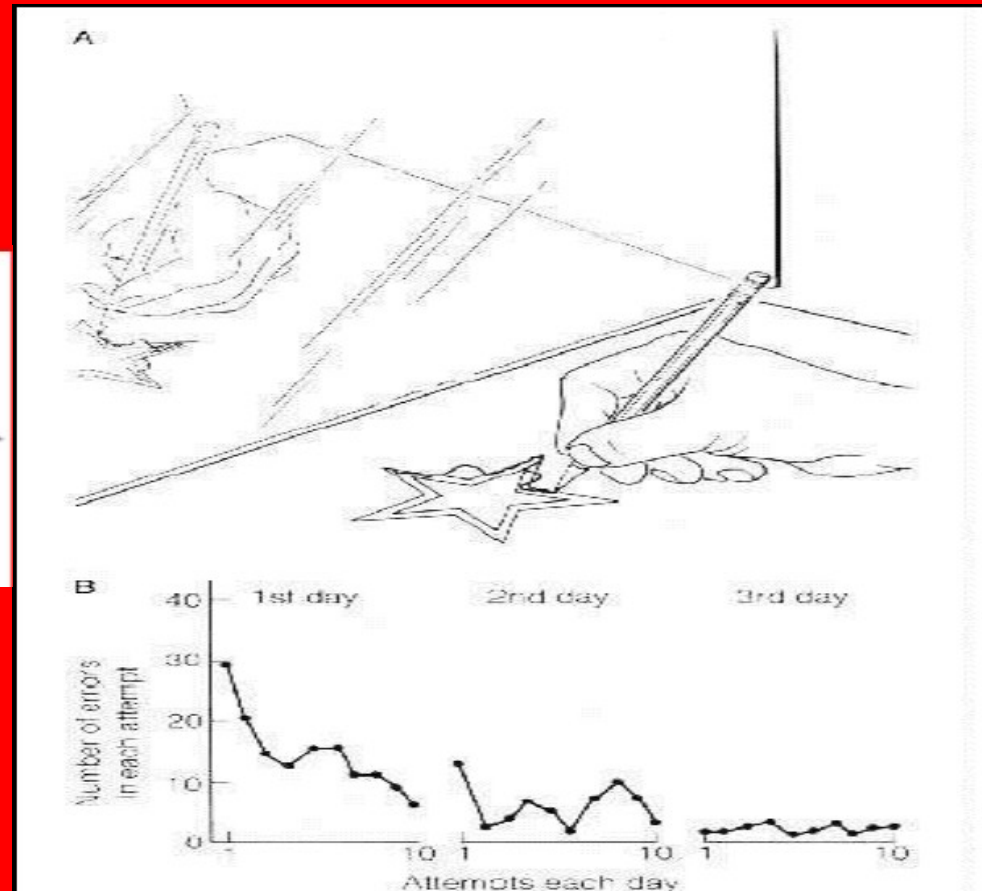 A
B
1st day 2nd day 3rd day
Number of errors
in each attempt
40
30
20
10
0
1 10 1 10 1 10
Attempts each day